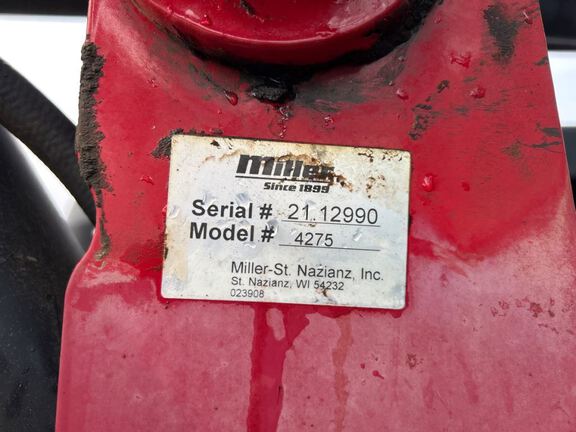 Miller
Since 1899
Serial # 21.12990
Model # 4275
Miller-St. Nazianz, Inc.
St. Nazianz, WI 54232
023908